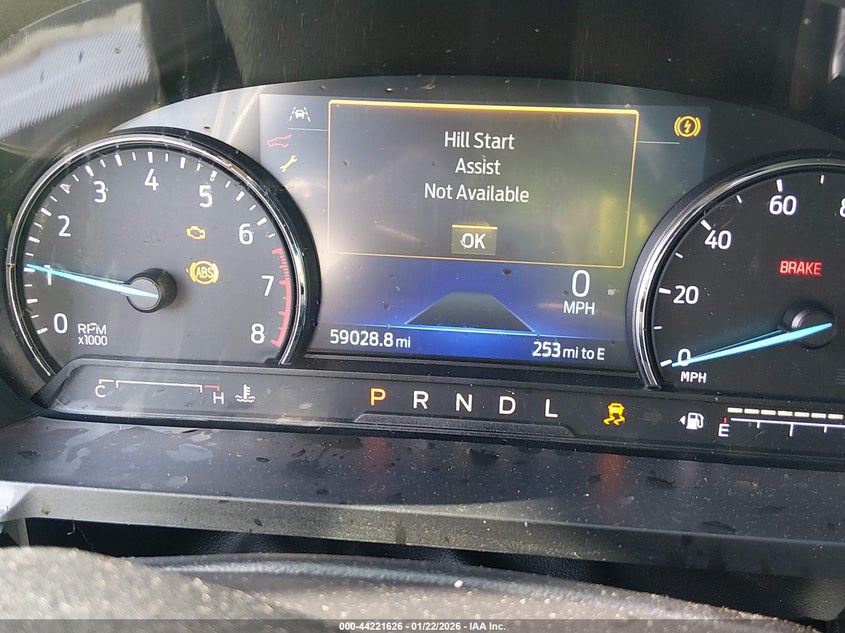 Hill Start
Assist
Not Available
OK
0
MPH
59028.8 mi
253 mi to E
0
1
2
3
4
5
6
7
8
RPM
x1000
ABS
0
20
40
60
MPH
BRAKE
C
H
P R N D L
E
000-44221626 - 01/22/2026 - IAA Inc.